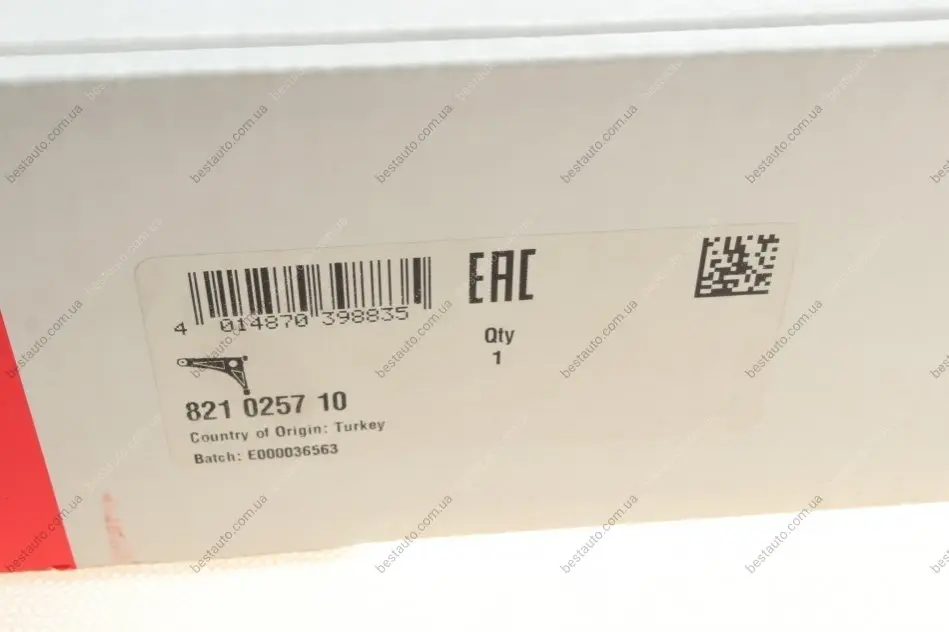 4 014870 398835
EAC
Qty
1
821 0257 10
Country of Origin: Turkey
Batch: E000036563
bestauto.com.ua